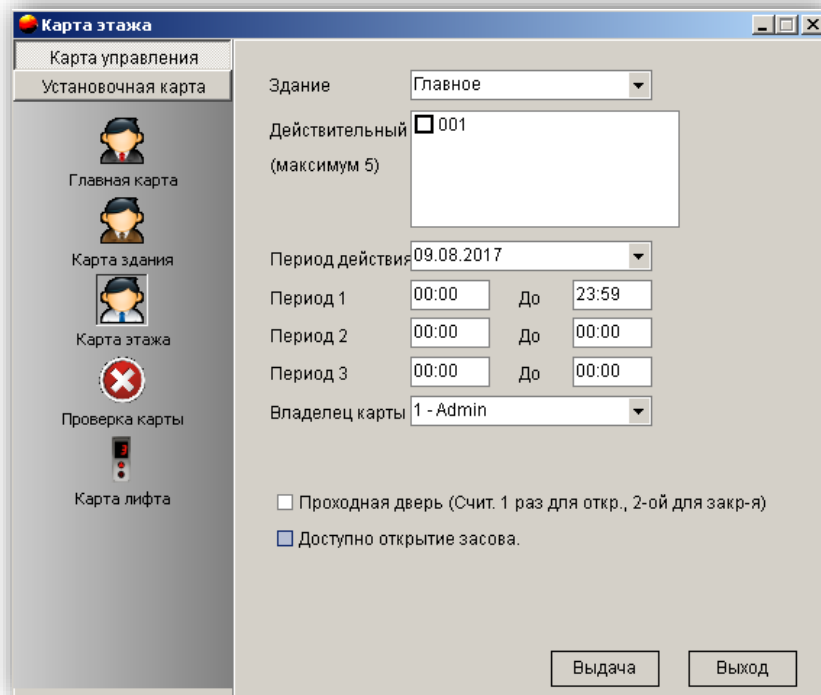 Карта этажа
Карта управления
Установочная карта
Главная карта
Карта здания
Карта этажа
Проверка карты
3
Карта лифта
Здание
Главное
Действительный
(максимум 5)
001
Период действия
09.08.2017
Период 1
00:00
До
23:59
Период 2
00:00
До
00:00
Период 3
00:00
До
00:00
Владелец карты
1 - Admin
Проходная дверь (Счит. 1 раз для откр., 2-ой для закр-я)
Доступно открытие засова.
Выдача
Выход